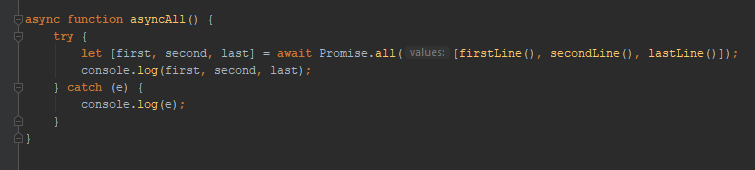 async function asyncAll() {
    try {
        let [first, second, last] = await Promise.all( values: [firstLine(), secondLine(), lastLine()]);
        console.log(first, second, last);
    } catch (e) {
        console.log(e);
    }
}